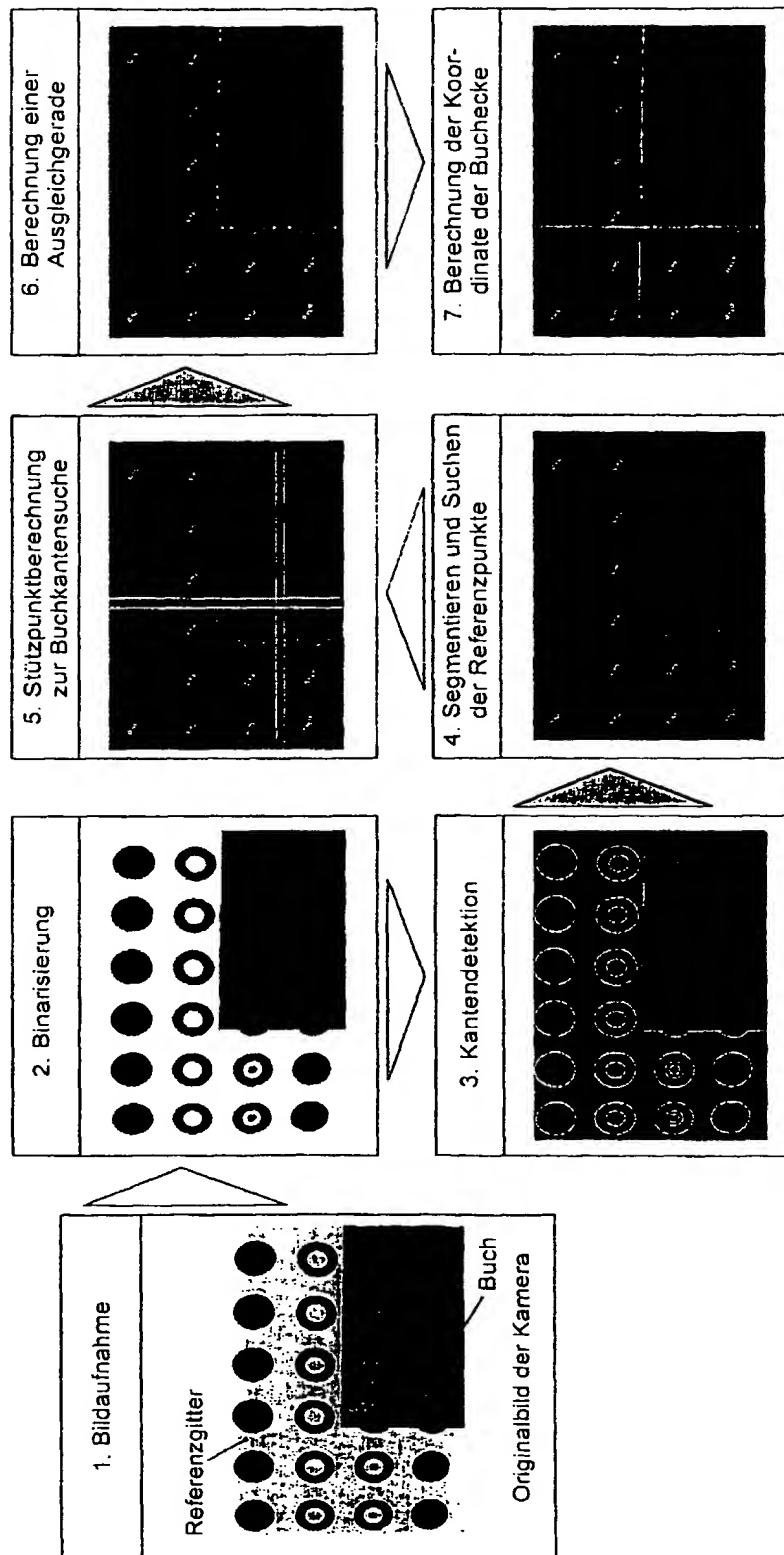 1. Bildaufnahme
Referenzgitter
Buch
Originalbild der Kamera
2. Binarisierung
3. Kantendetektion
4. Segmentieren und Suchen
der Referenzpunkte
5. Stützpunktberechnung
zur Buchkantensuche
6. Berechnung einer
Ausgleichgerade
7. Berechnung der Koor-
dinate der Buchecke